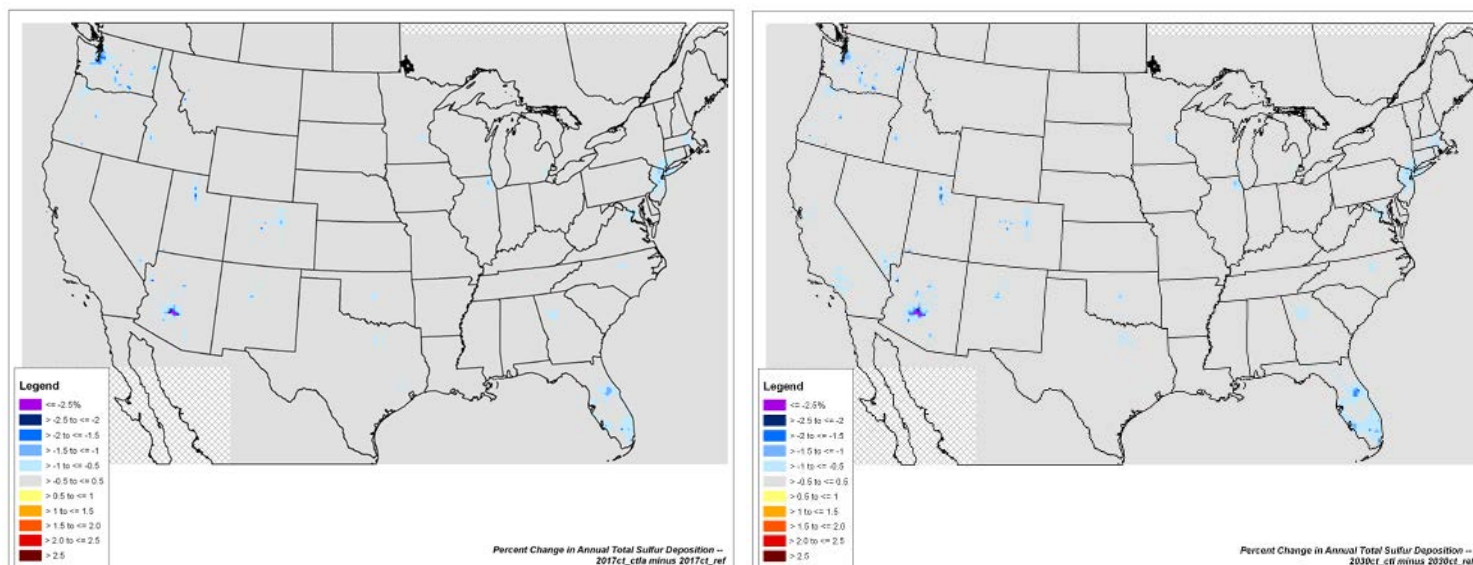 Legend
<= -2.5%
> -2.5 to <= -2
> -2 to <= -1.5
> -1.5 to <= -1
> -1 to <= -0.5
> -0.5 to <= 0.5
> 0.5 to <= 1
> 1 to <= 1.5
> 1.5 to <= 2.0
> 2.0 to <= 2.5
> 2.5
Percent Change in Annual Total Sulfur Deposition --
2017ct_ctla minus 2017ct_ref
Legend
<= -2.5%
> -2.5 to <= -2
> -2 to <= -1.5
> -1.5 to <= -1
> -1 to <= -0.5
> -0.5 to <= 0.5
> 0.5 to <= 1
> 1 to <= 1.5
> 1.5 to <= 2.0
> 2.0 to <= 2.5
> 2.5
Percent Change in Annual Total Sulfur Deposition --
2030ct_ctl minus 2030ct_ref